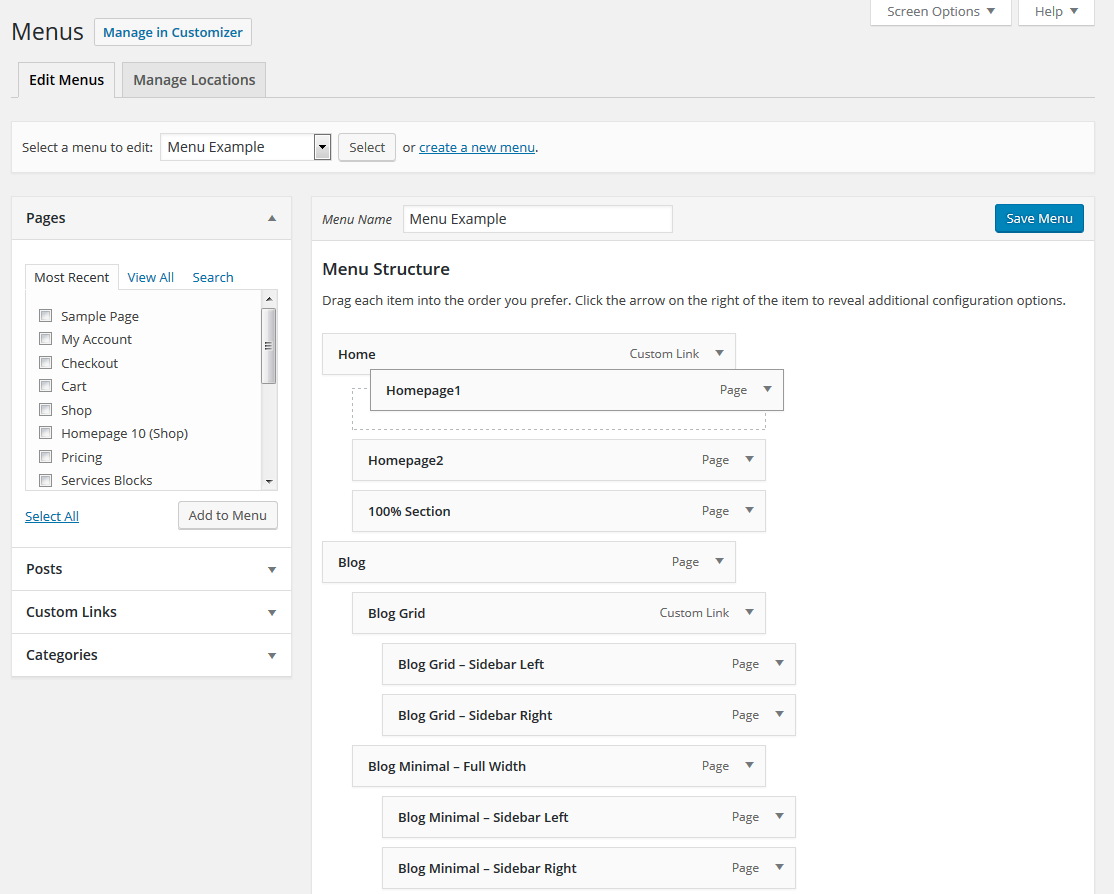 Menus Manage in Customizer Screen Options Help
Edit Menus Manage Locations
Select a menu to edit: Menu Example Select or create a new menu.
Pages
Most Recent View All Search
Sample Page
My Account
Checkout
Cart
Shop
Homepage 10 (Shop)
Pricing
Services Blocks
Select All Add to Menu
Posts
Custom Links
Categories
Menu Name Menu Example Save Menu
Menu Structure
Drag each item into the order you prefer. Click the arrow on the right of the item to reveal additional configuration options.
Home Custom Link
Homepage1 Page
Homepage2 Page
100% Section Page
Blog Page
Blog Grid Custom Link
Blog Grid – Sidebar Left Page
Blog Grid – Sidebar Right Page
Blog Minimal – Full Width Page
Blog Minimal – Sidebar Left Page
Blog Minimal – Sidebar Right Page